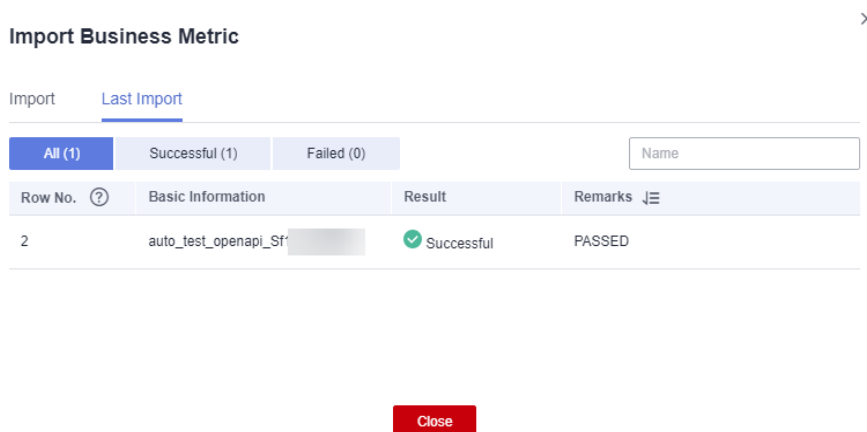 Import Business Metric
Import Last Import
All (1) Successful (1) Failed (0) Name
Row No. ? Basic Information Result Remarks
2 auto_test_openapi_Sf Successful PASSED
Close